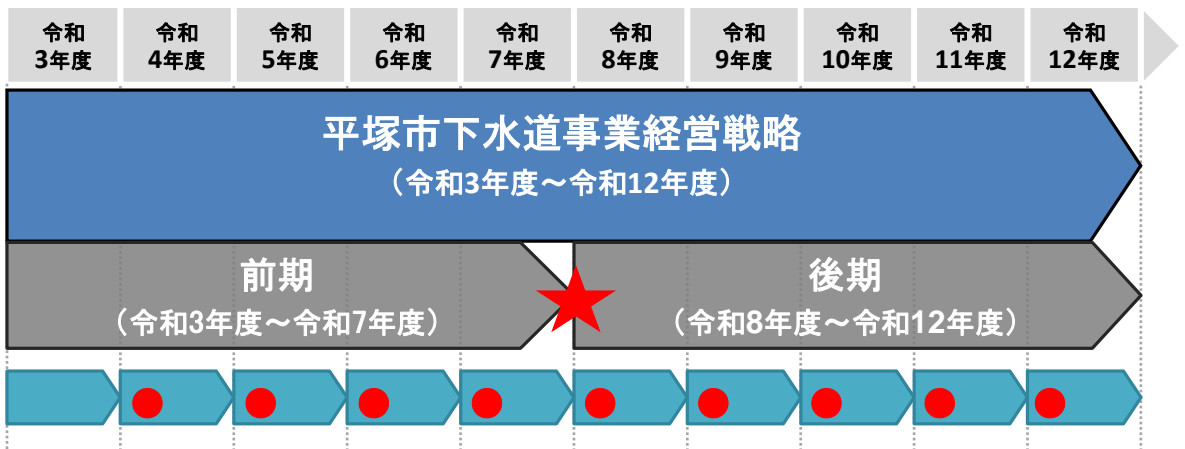 令和
3年度
令和
4年度
令和
5年度
令和
6年度
令和
7年度
令和
8年度
令和
9年度
令和
10年度
令和
11年度
令和
12年度
平塚市下水道事業経営戦略
（令和3年度～令和12年度）
前期
（令和3年度～令和7年度）
後期
（令和8年度～令和12年度）